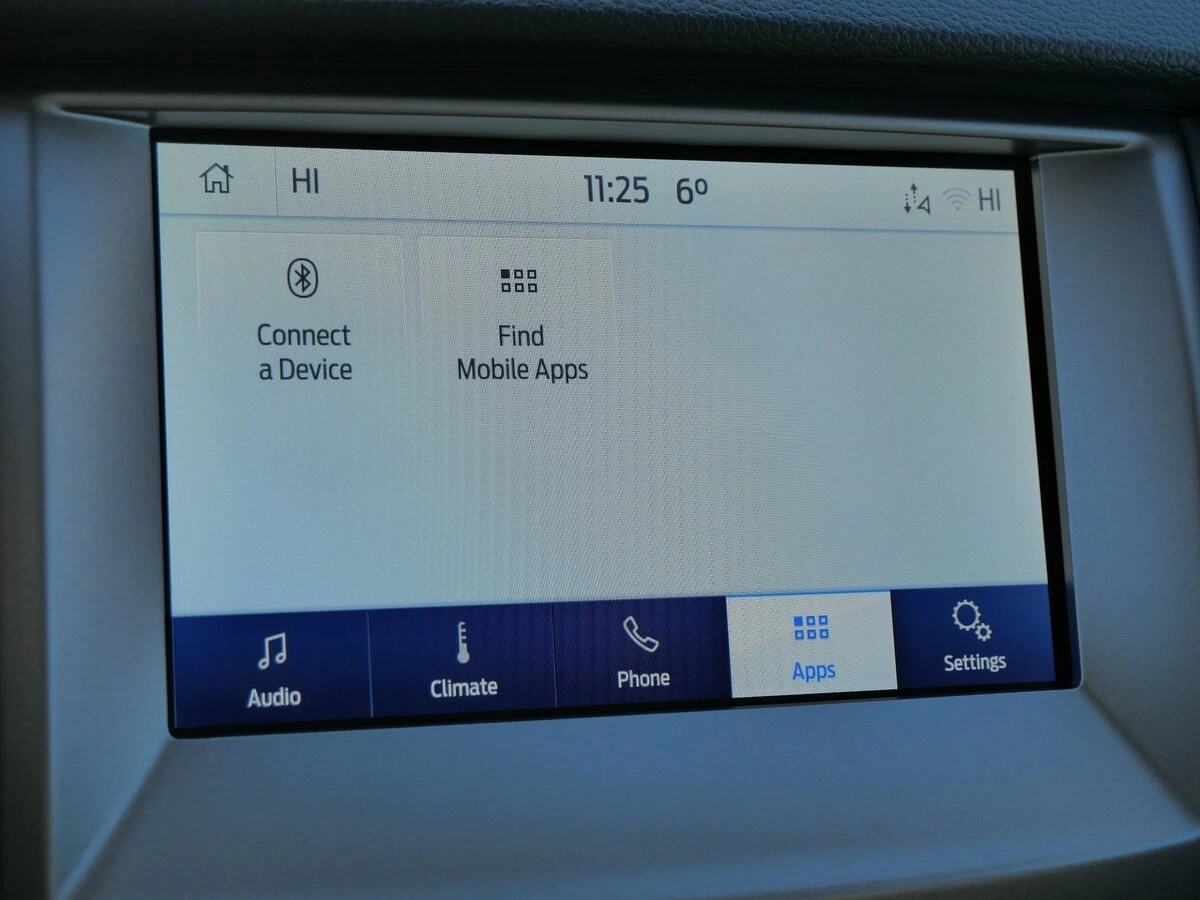 HI 11:25 6º HI
Connect
a Device
Find
Mobile Apps
Audio Climate Phone Apps Settings